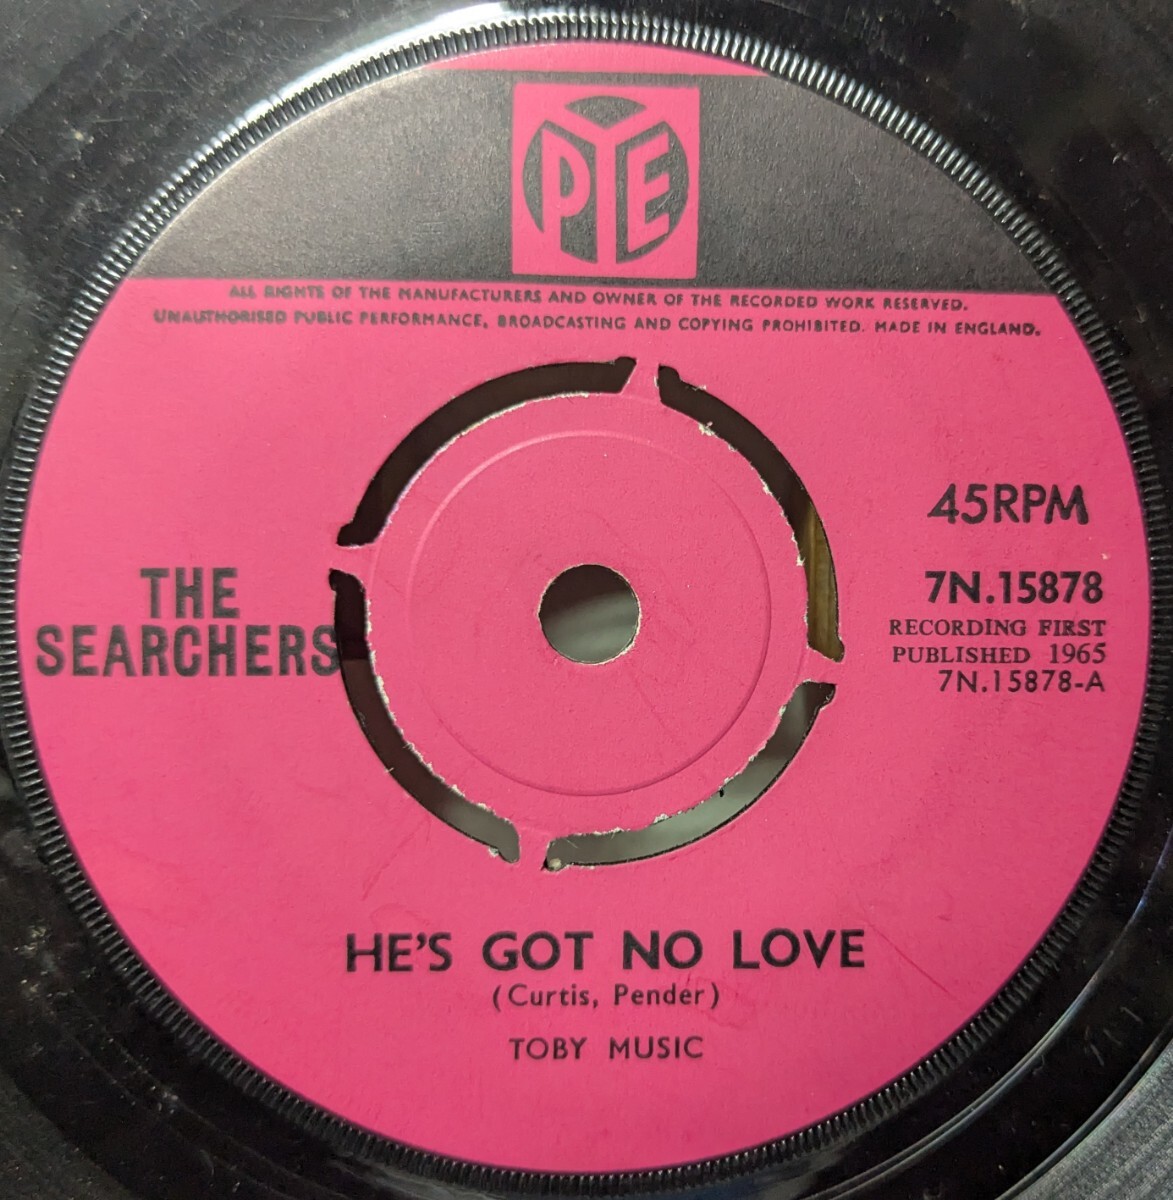 PYE
ALL RIGHTS OF THE MANUFACTURERS AND OWNER OF THE RECORDED WORK RESERVED.
UNAUTHORISED PUBLIC PERFORMANCE, BROADCASTING AND COPYING PROHIBITED. MADE IN ENGLAND.
45RPM
THE
SEARCHERS
7N.15878
RECORDING FIRST
PUBLISHED 1965
7N.15878-A
HE'S GOT NO LOVE
(Curtis, Pender)
TOBY MUSIC